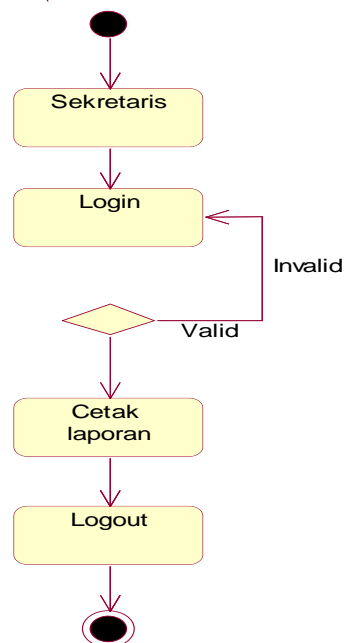 Sekretaris
Login
Invalid
Valid
Cetak
laporan
Logout